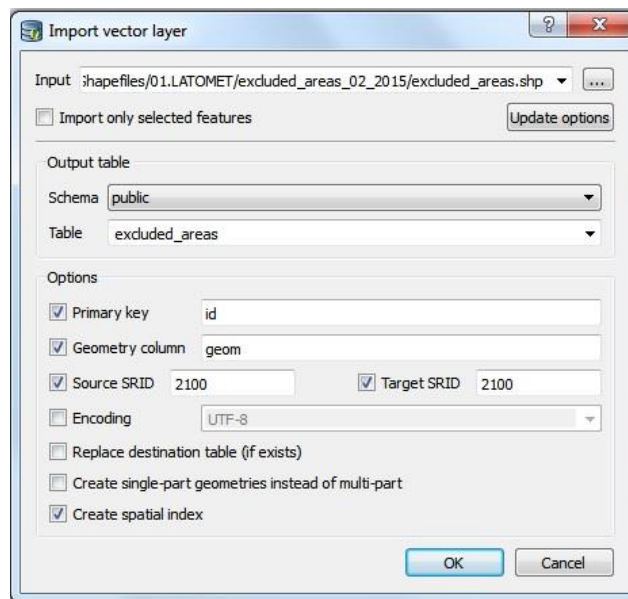 Import vector layer
Input hapefiles/01.LATOMET/excluded_areas_02_2015/excluded_areas.shp ...
Import only selected features Update options
Output table
Schema public
Table excluded_areas
Options
Primary key id
Geometry column geom
Source SRID 2100 Target SRID 2100
Encoding UTF-8
Replace destination table (if exists)
Create single-part geometries instead of multi-part
Create spatial index
OK Cancel